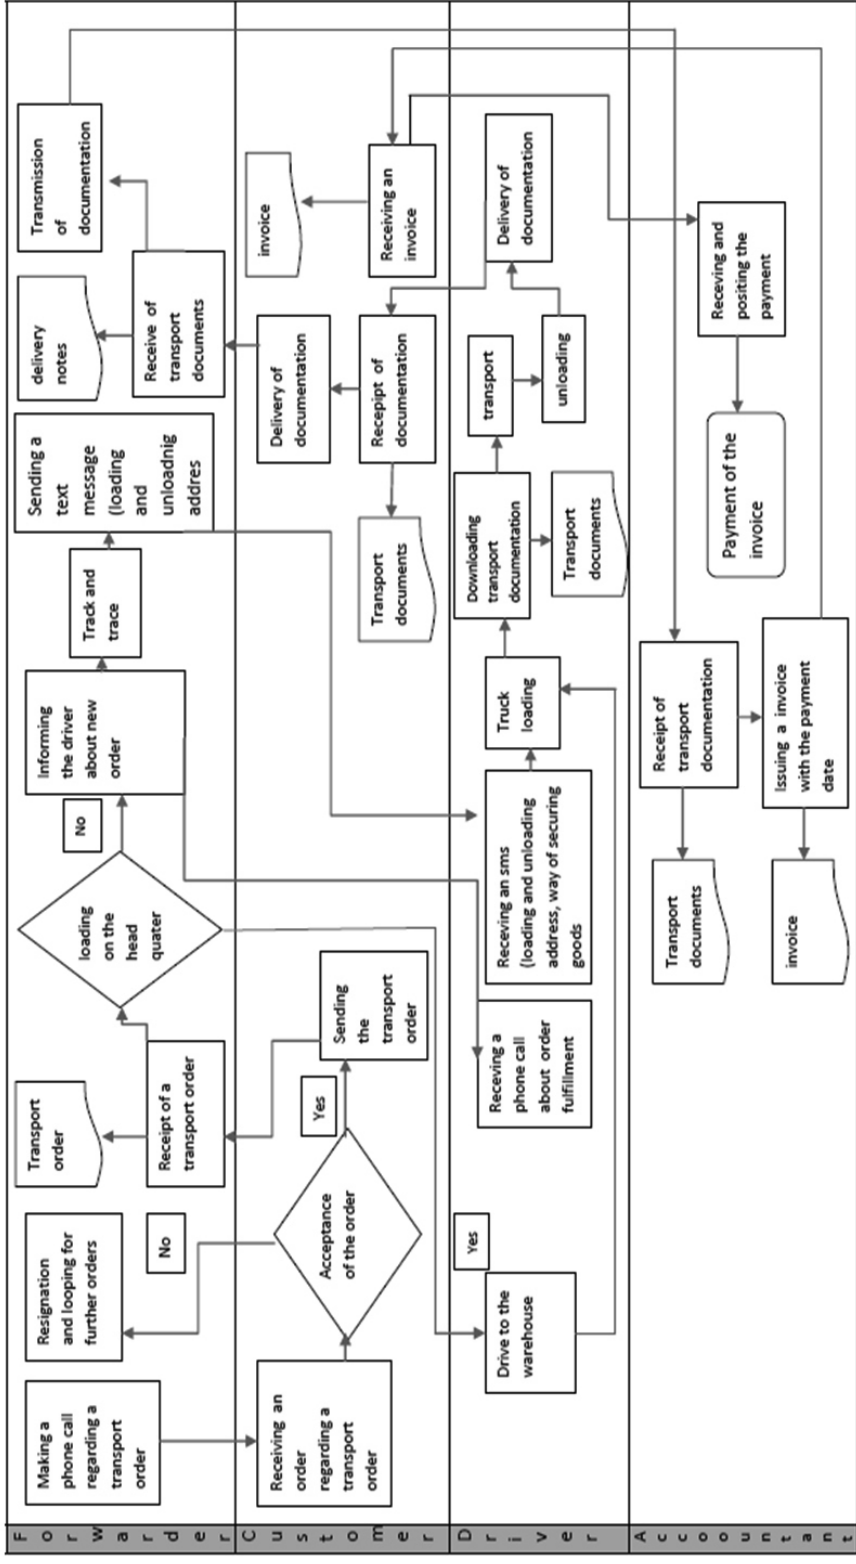 Forwarder
Making a
phone call
regarding a
transport
order
Resignation
and looping for
further orders
No
Transport
order
Receipt of a
transport order
loading
on the
head
quater
No
Informing
the driver
about new
order
Track and
trace
Sending a
text
message
(loading
and
unloadnig
addres
delivery
notes
Receive of
transport
documents
Transmission
of
documentation
Customer
Receiving an
order
regarding a
transport
order
Acceptance
of the order
Yes
Sending
the
transport
order
Transport
documents
Recepipt of
documentation
Delivery of
documentation
invoice
Receiving an
invoice
Driver
Yes
Drive to the
warehouse
Receving a
phone call
about order
fulfillment
Receving an sms
(loading and unloading
address, way of securing
goods
Truck
loading
Downloading
transport
documentation
Transport
documents
transport
unloading
Delivery of
documentation
Accoountant
Transport
documents
invoice
Receipt of
transport
documentation
Issuing a invoice
with the payment
date
Payment of the
invoice
Receving and
positing the
payment